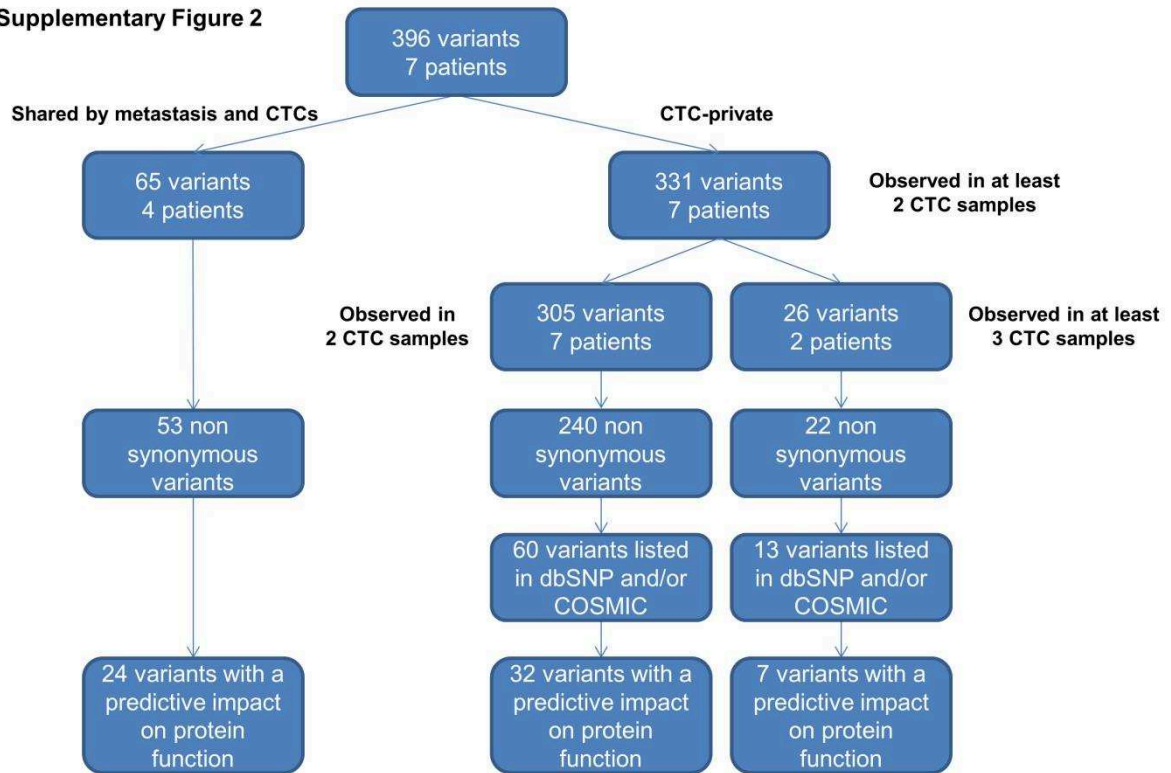 Supplementary Figure 2
396 variants
7 patients
Shared by metastasis and CTCs
CTC-private
65 variants
4 patients
331 variants
7 patients
Observed in at least
2 CTC samples
Observed in
2 CTC samples
305 variants
7 patients
26 variants
2 patients
Observed in at least
3 CTC samples
53 non
synonymous
variants
240 non
synonymous
variants
22 non
synonymous
variants
60 variants listed
in dbSNP and/or
COSMIC
13 variants listed
in dbSNP and/or
COSMIC
24 variants with a
predictive impact
on protein
function
32 variants with a
predictive impact
on protein
function
7 variants with a
predictive impact
on protein
function